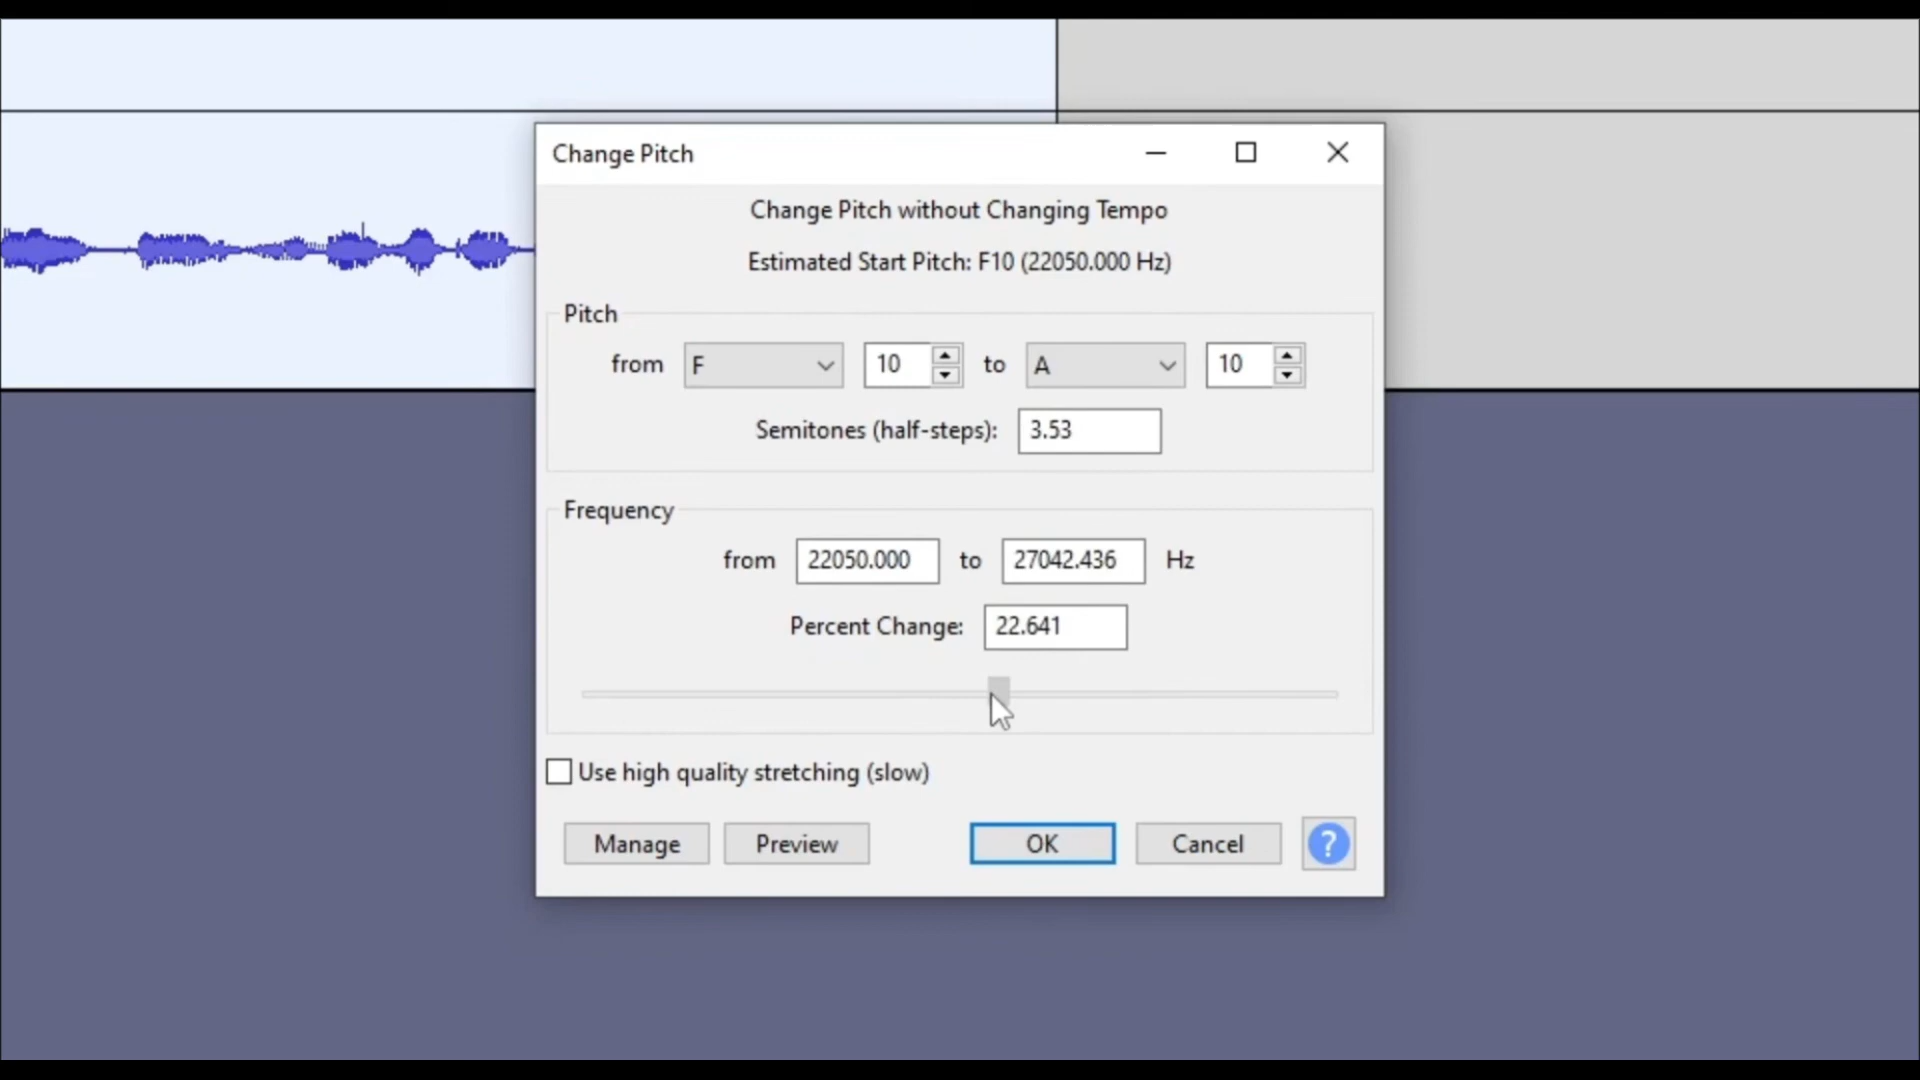 Change Pitch
Change Pitch without Changing Tempo
Estimated Start Pitch: F10 (22050.000 Hz)
Pitch
from F 10 to A 10
Semitones (half-steps): 3.53
Frequency
from 22050.000 to 27042.436 Hz
Percent Change: 22.641
Use high quality stretching (slow)
Manage Preview OK Cancel ?